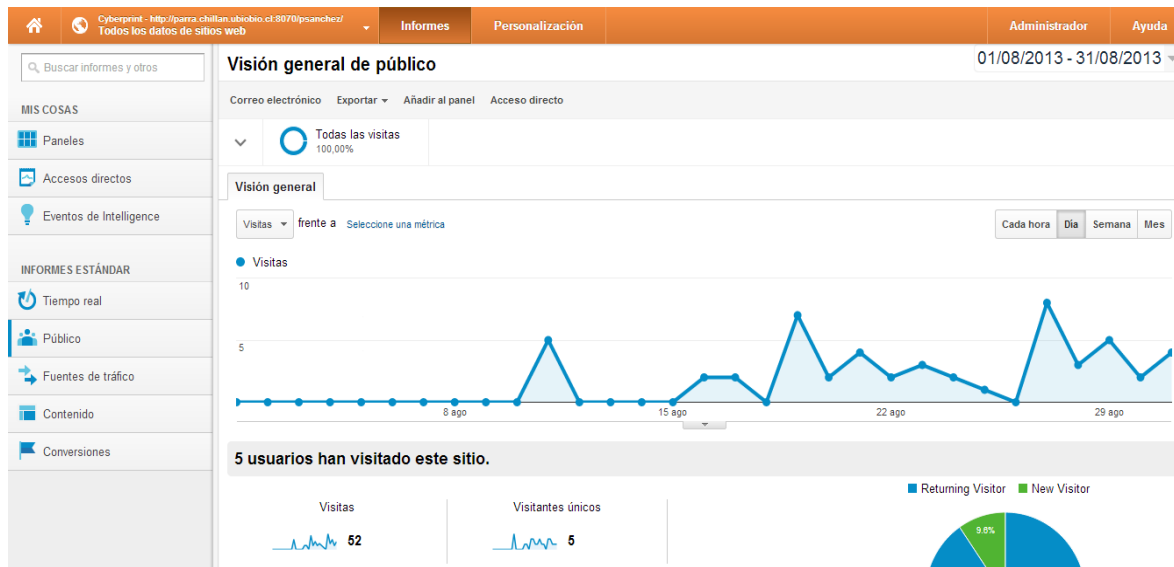 Cyberprint - http://parra.chillan.ubiobio.cl:8070/psanchez/
Todos los datos de sitios web
Informes
Personalización
Administrador
Ayuda
Buscar informes y otros
MIS COSAS
Paneles
Accesos directos
Eventos de Intelligence
INFORMES ESTÁNDAR
Tiempo real
Público
Fuentes de tráfico
Contenido
Conversiones
Visión general de público
01/08/2013 - 31/08/2013
Correo electrónico Exportar Añadir al panel Acceso directo
Todas las visitas
100,00%
Visión general
Visitas frente a Seleccione una métrica
Cada hora Día Semana Mes
Visitas
10
5
8 ago 15 ago 22 ago 29 ago
5 usuarios han visitado este sitio.
Visitas
52
Visitantes únicos
5
Returning Visitor New Visitor
9.6%